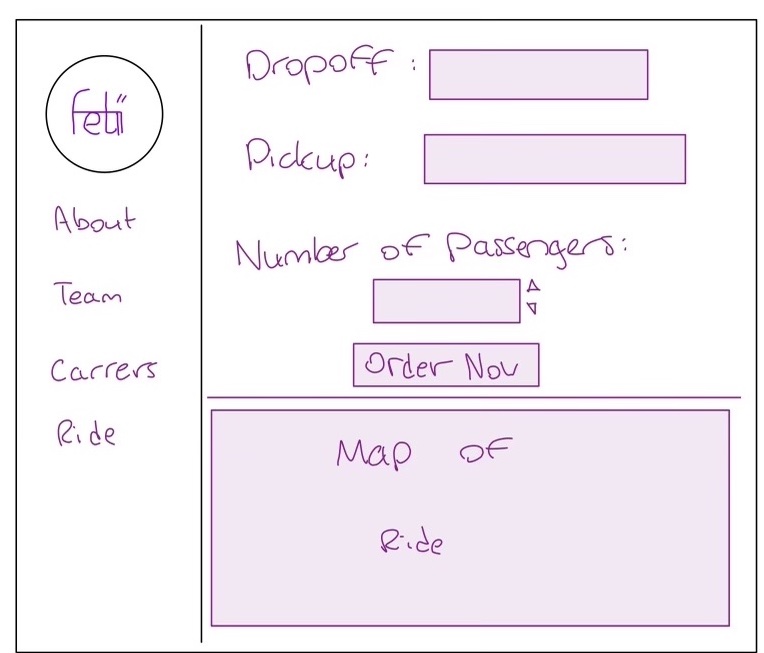 Fetii
About
Team
Carrers
Ride
Dropoff :
Pickup:
Number of Passengers:
Order Now
Map of
Ride